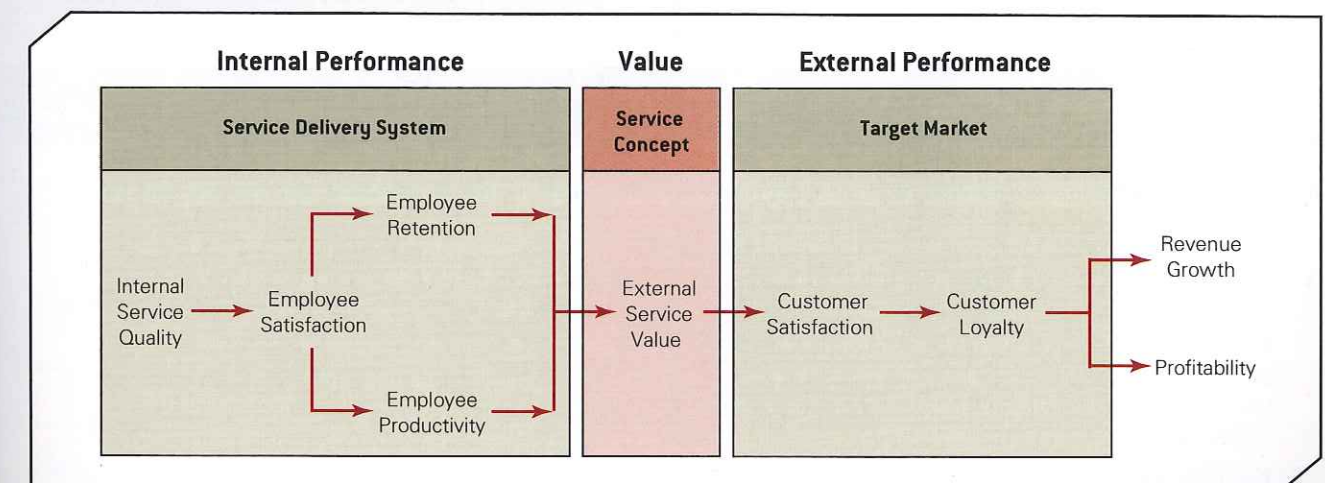 Internal Performance
Value
External Performance
Service Delivery System
Service
Concept
Target Market
Employee
Retention
Internal
Service
Quality
Employee
Satisfaction
Employee
Productivity
External
Service
Value
Customer
Satisfaction
Customer
Loyalty
Revenue
Growth
Profitability